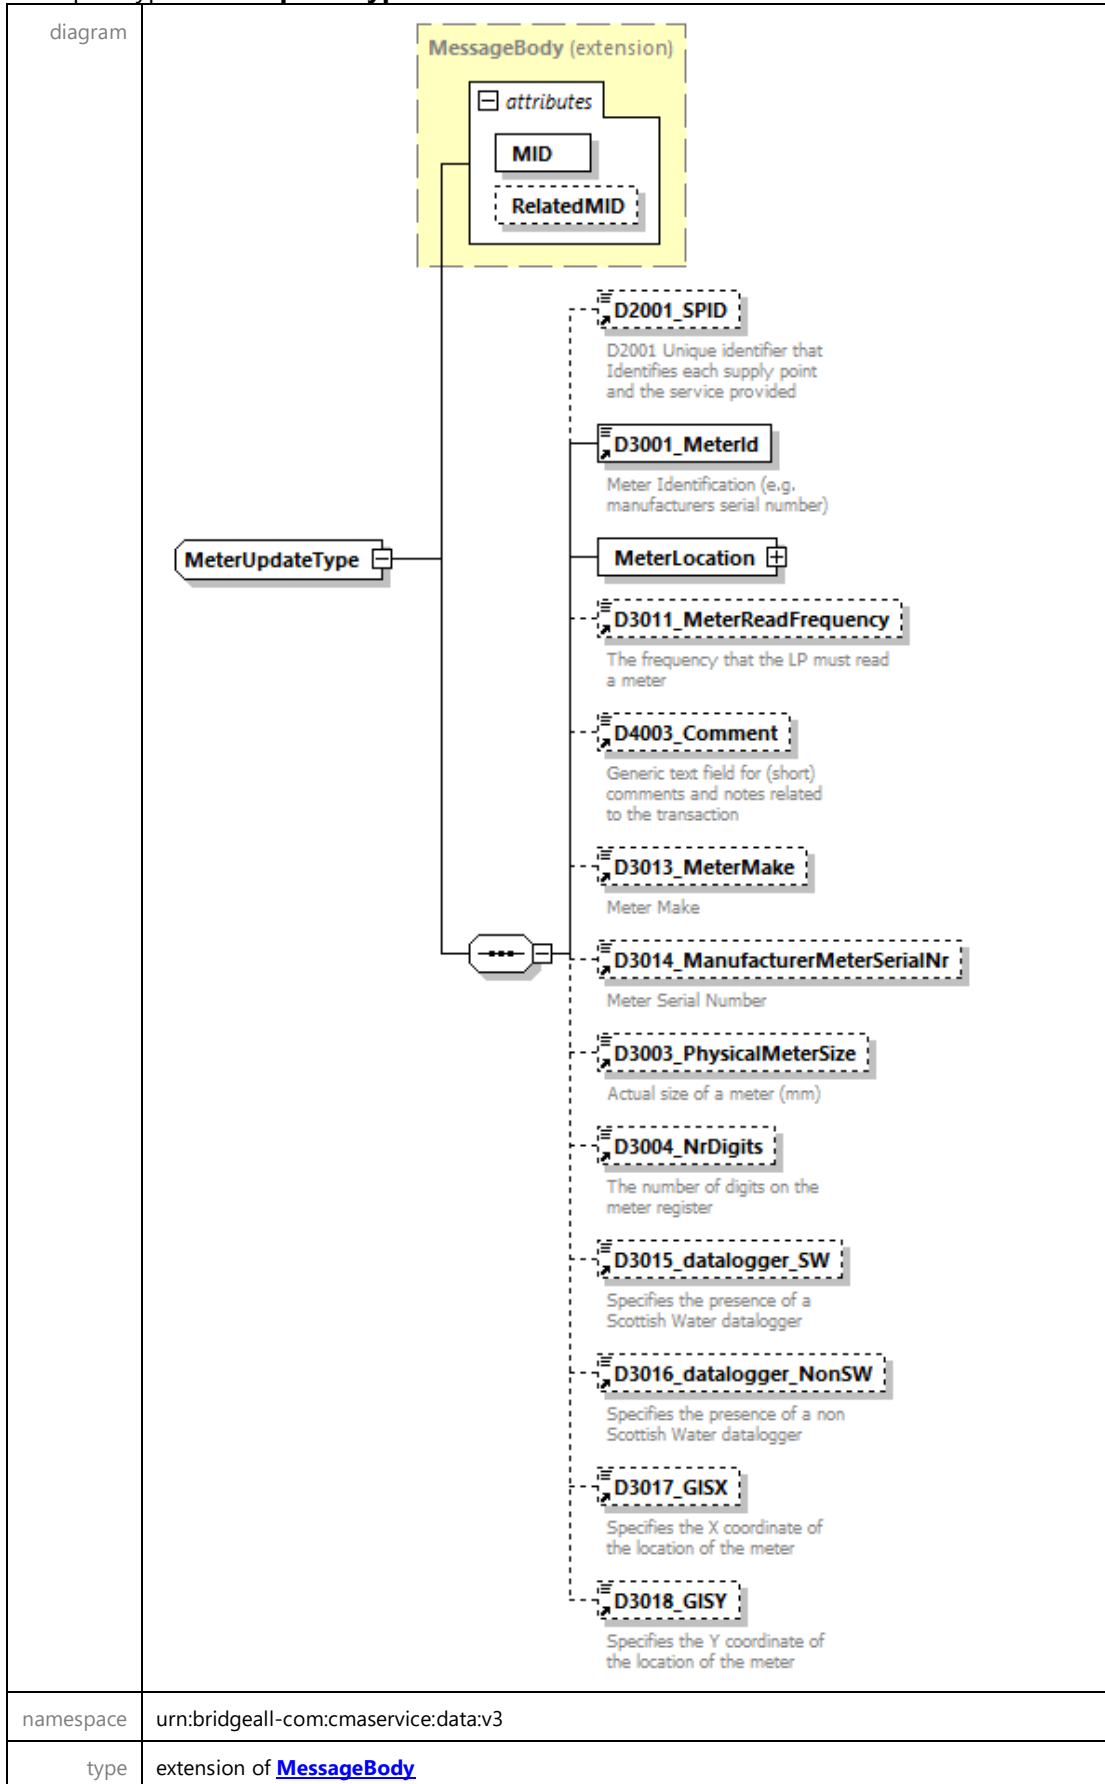 diagram
MessageBody (extension)
attributes
MID
RelatedMID
D2001_SPID
D2001 Unique identifier that
Identifies each supply point
and the service provided
D3001_MeterId
Meter Identification (e.g.
manufacturers serial number)
MeterUpdateType
MeterLocation
D3011_MeterReadFrequency
The frequency that the LP must read
a meter
D4003_Comment
Generic text field for (short)
comments and notes related
to the transaction
D3013_MeterMake
Meter Make
D3014_ManufacturerMeterSerialNr
Meter Serial Number
D3003_PhysicalMeterSize
Actual size of a meter (mm)
D3004_NrDigits
The number of digits on the
meter register
D3015_datalogger_SW
Specifies the presence of a
Scottish Water datalogger
D3016_datalogger_NonSW
Specifies the presence of a non
Scottish Water datalogger
D3017_GISX
Specifies the X coordinate of
the location of the meter
D3018_GISY
Specifies the Y coordinate of
the location of the meter
namespace urn:bridgeall-com:cmaservice:data:v3
type extension of MessageBody